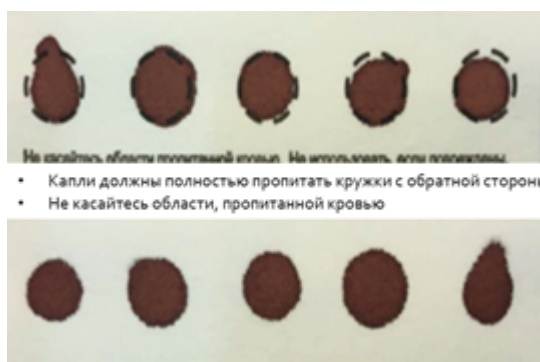 Не касайтесь области пропитанной кровью. Не использовать, если повреждены.
• Капли должны полностью пропитать кружки с обратной сторон
• Не касайтесь области, пропитанной кровью